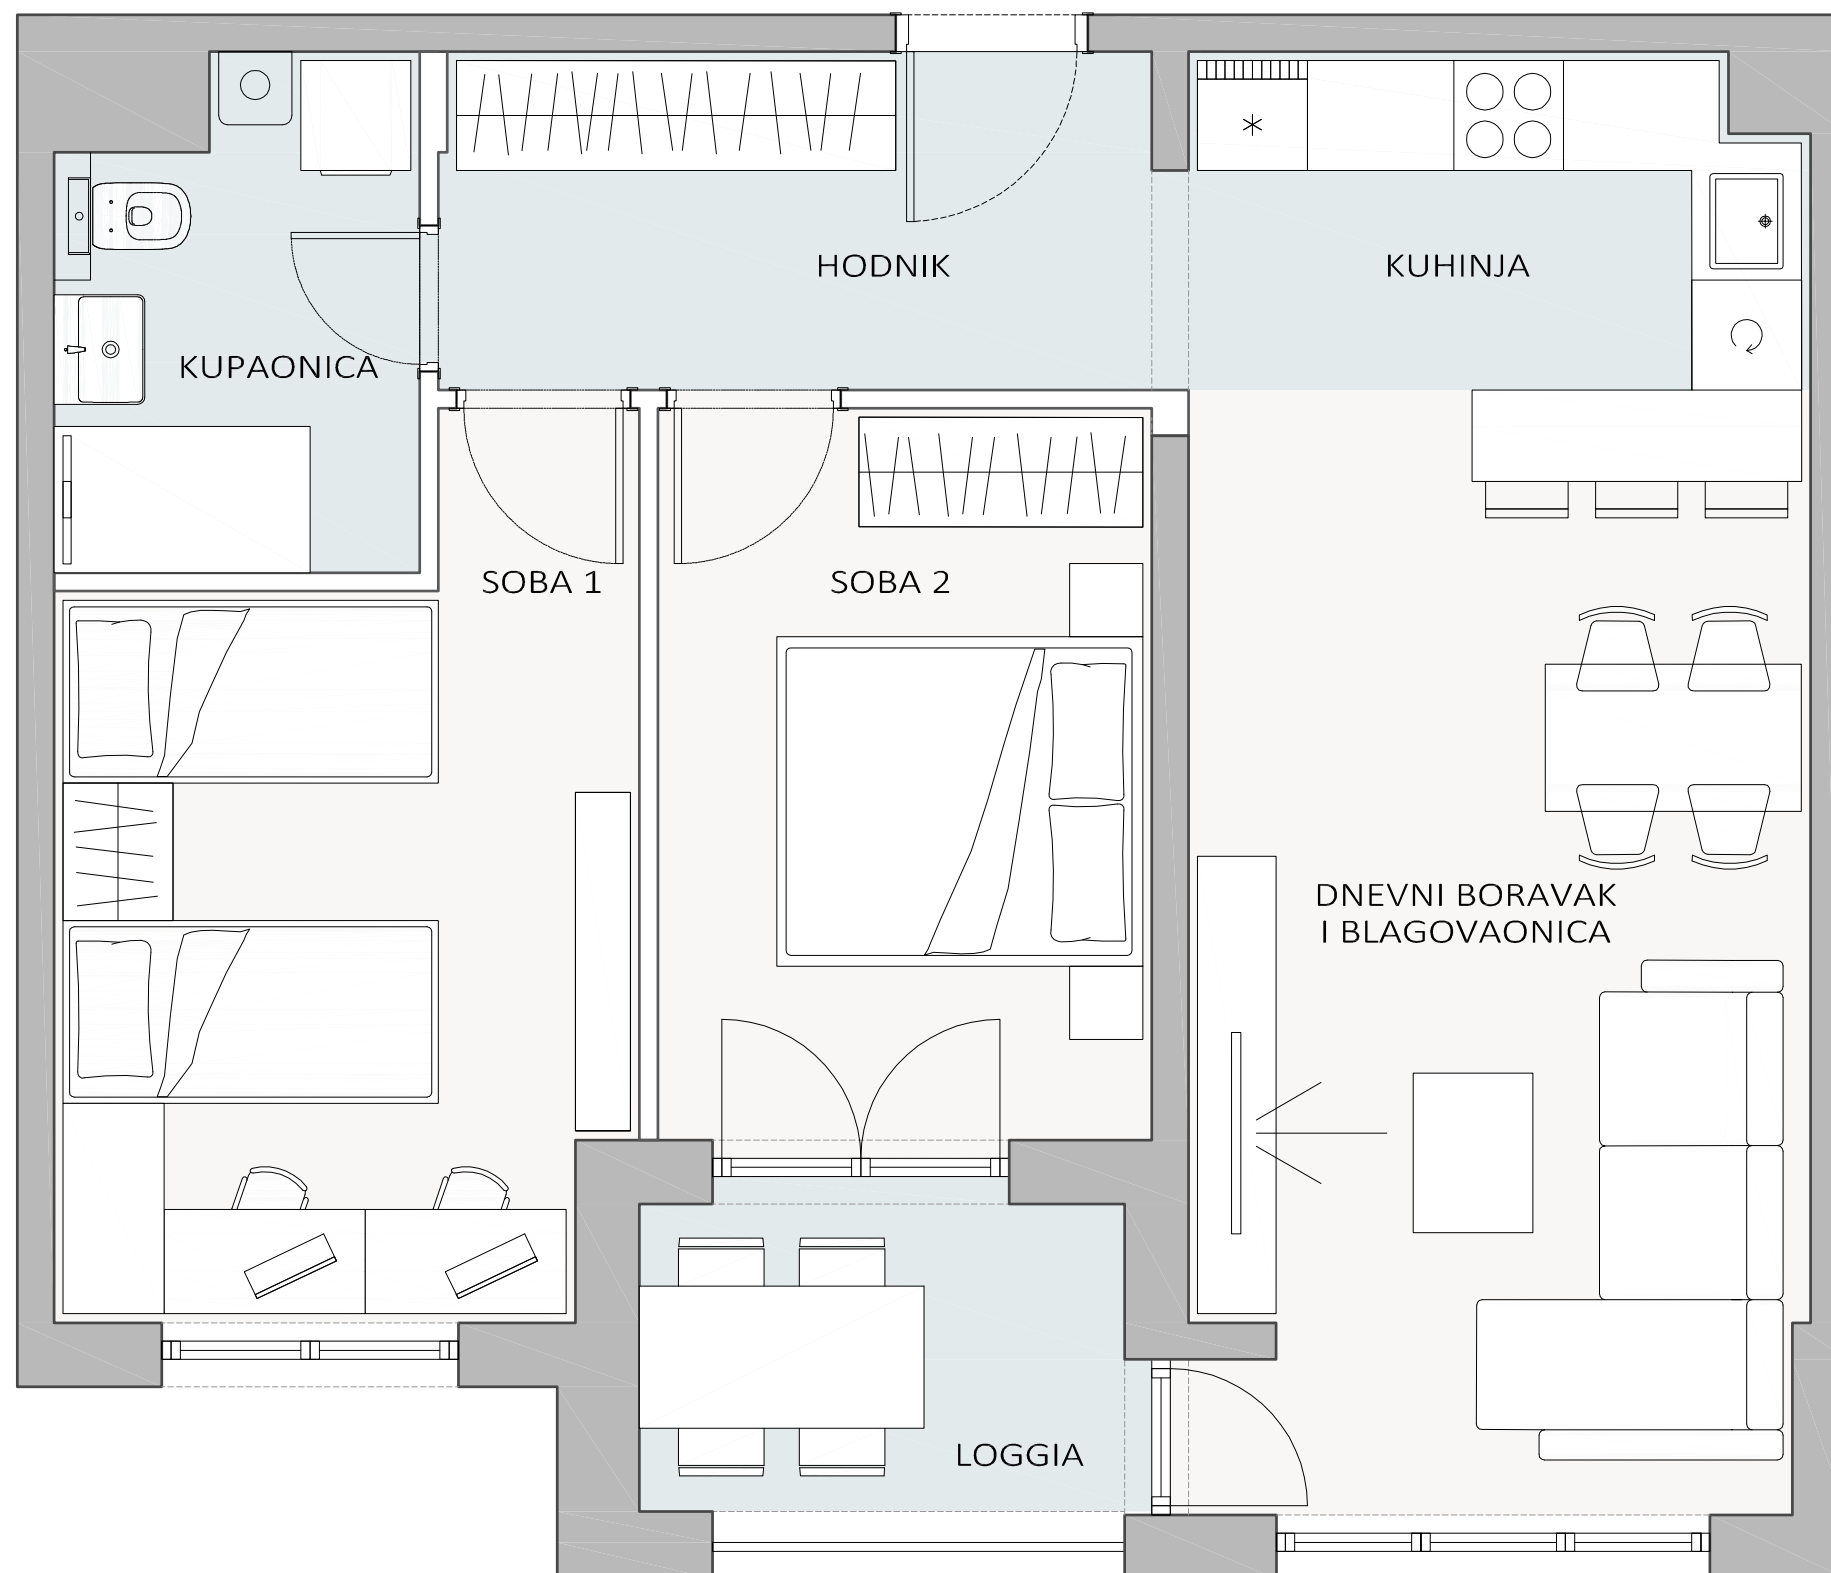 HODNIK
KUHINJA
KUPAONICA
SOBA 1
SOBA 2
DNEVNI BORAVAK
I BLAGOVAONICA
LOGGIA